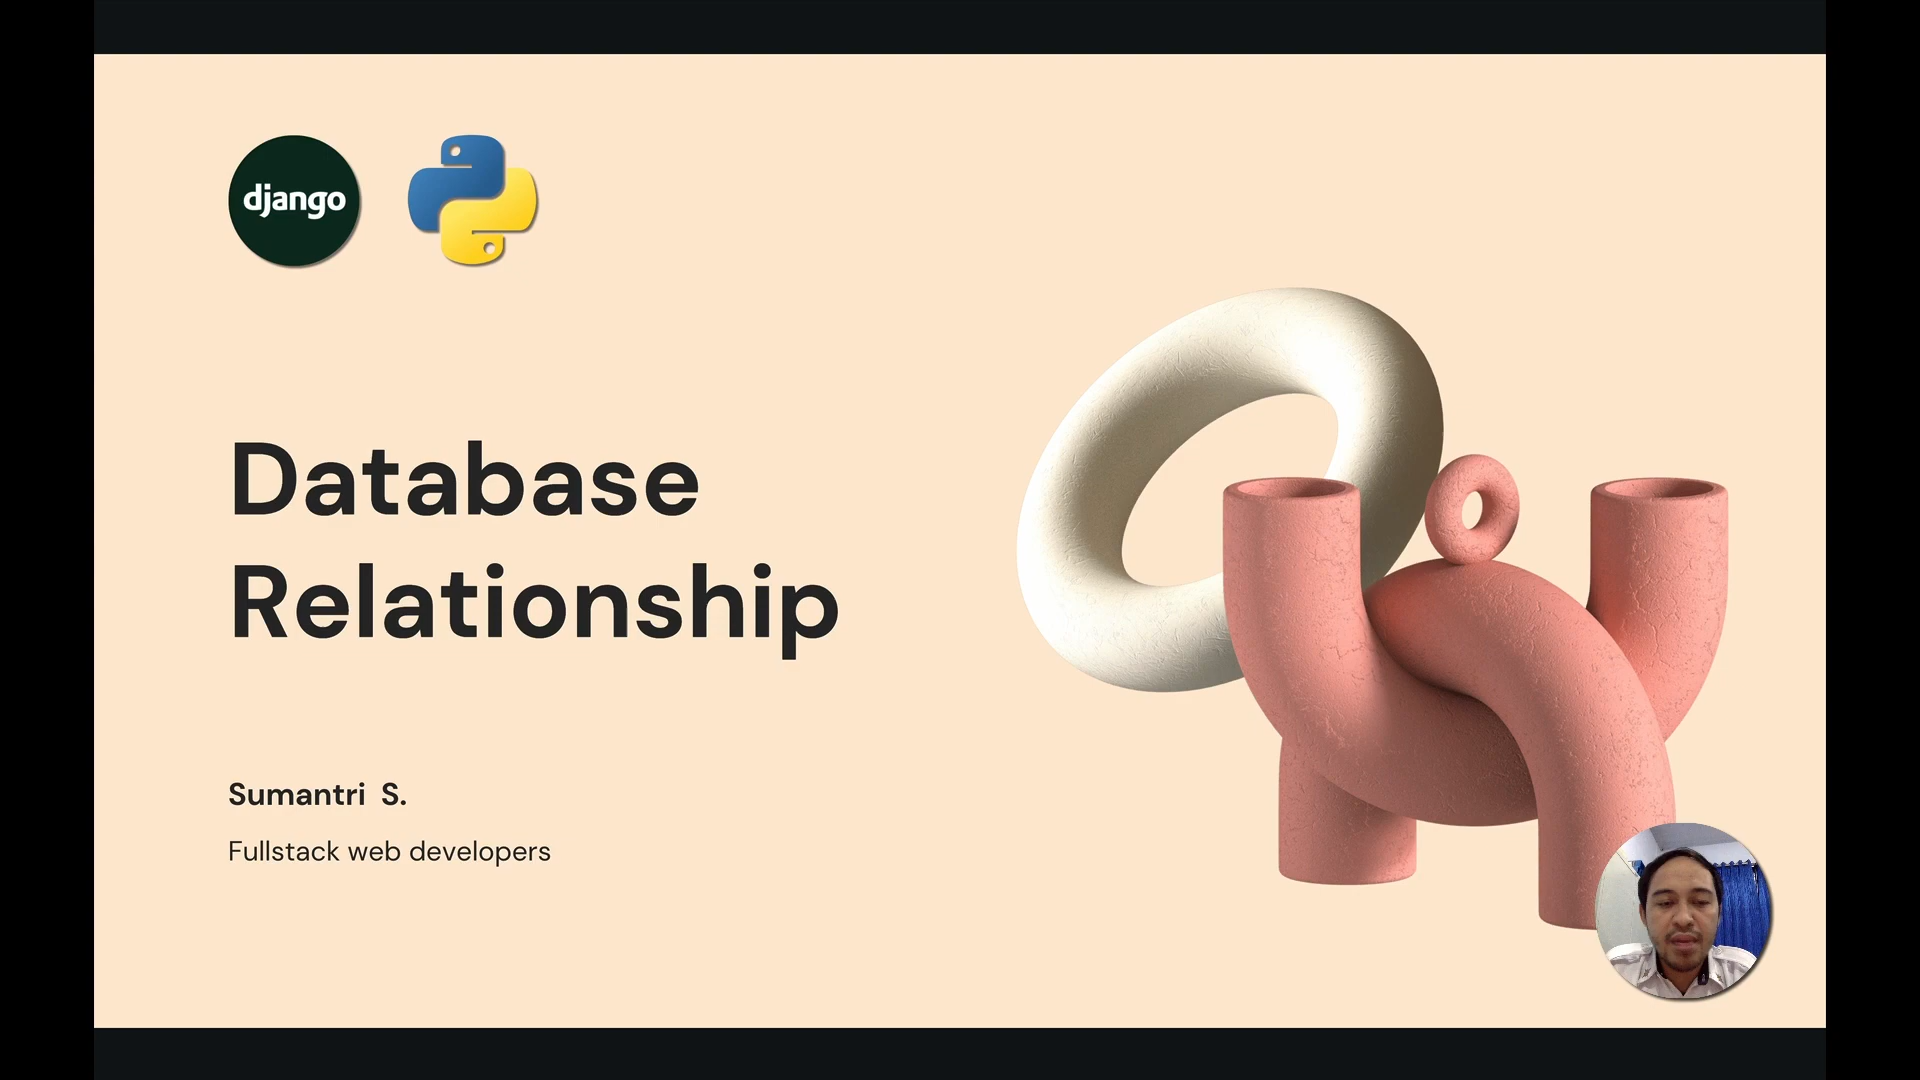 django
Database
Relationship
Sumantri S.
Fullstack web developers